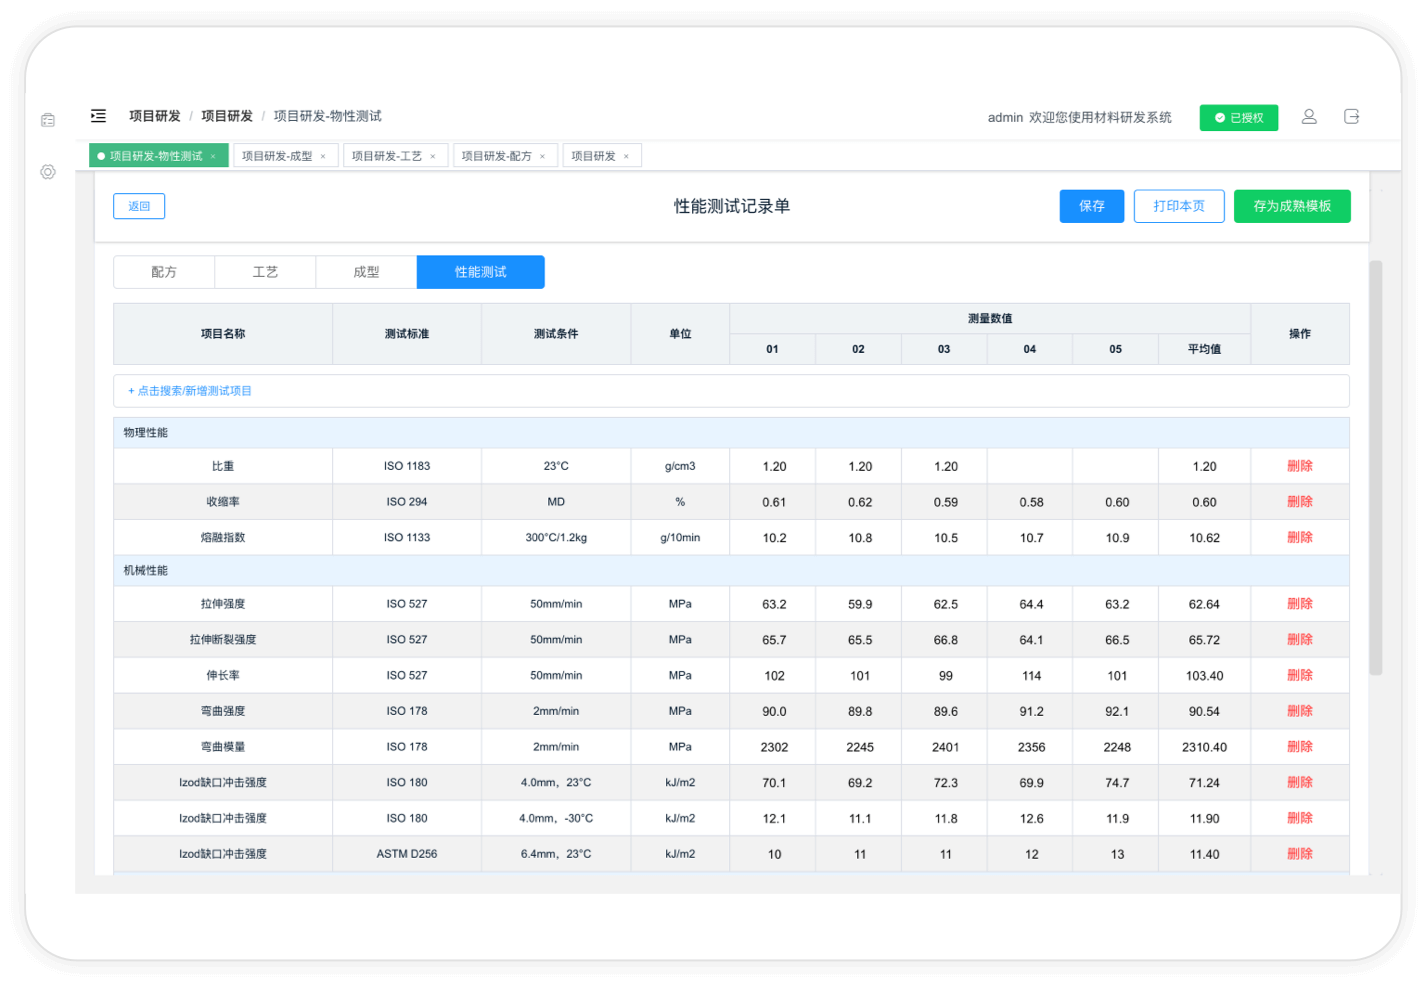 项目研发 / 项目研发 / 项目研发-物性测试
admin 欢迎您使用材料研发系统
已授权
项目研发-物性测试 ×
项目研发-成型 ×
项目研发-工艺 ×
项目研发-配方 ×
项目研发 ×
返回
性能测试记录单
保存
打印本页
存为成熟模板
配方 工艺 成型 性能测试
项目名称 测试标准 测试条件 单位 测量数值 操作
01 02 03 04 05 平均值
+ 点击搜索/新增测试项目
物理性能
比重 ISO 1183 23°C g/cm3 1.20 1.20 1.20 1.20 删除
收缩率 ISO 294 MD % 0.61 0.62 0.59 0.58 0.60 0.60 删除
熔融指数 ISO 1133 300°C/1.2kg g/10min 10.2 10.8 10.5 10.7 10.9 10.62 删除
机械性能
拉伸强度 ISO 527 50mm/min MPa 63.2 59.9 62.5 64.4 63.2 62.64 删除
拉伸断裂强度 ISO 527 50mm/min MPa 65.7 65.5 66.8 64.1 66.5 65.72 删除
伸长率 ISO 527 50mm/min MPa 102 101 99 114 101 103.40 删除
弯曲强度 ISO 178 2mm/min MPa 90.0 89.8 89.6 91.2 92.1 90.54 删除
弯曲模量 ISO 178 2mm/min MPa 2302 2245 2401 2356 2248 2310.40 删除
Izod缺口冲击强度 ISO 180 4.0mm，23°C kJ/m2 70.1 69.2 72.3 69.9 74.7 71.24 删除
Izod缺口冲击强度 ISO 180 4.0mm，-30°C kJ/m2 12.1 11.1 11.8 12.6 11.9 11.90 删除
Izod缺口冲击强度 ASTM D256 6.4mm，23°C kJ/m2 10 11 11 12 13 11.40 删除